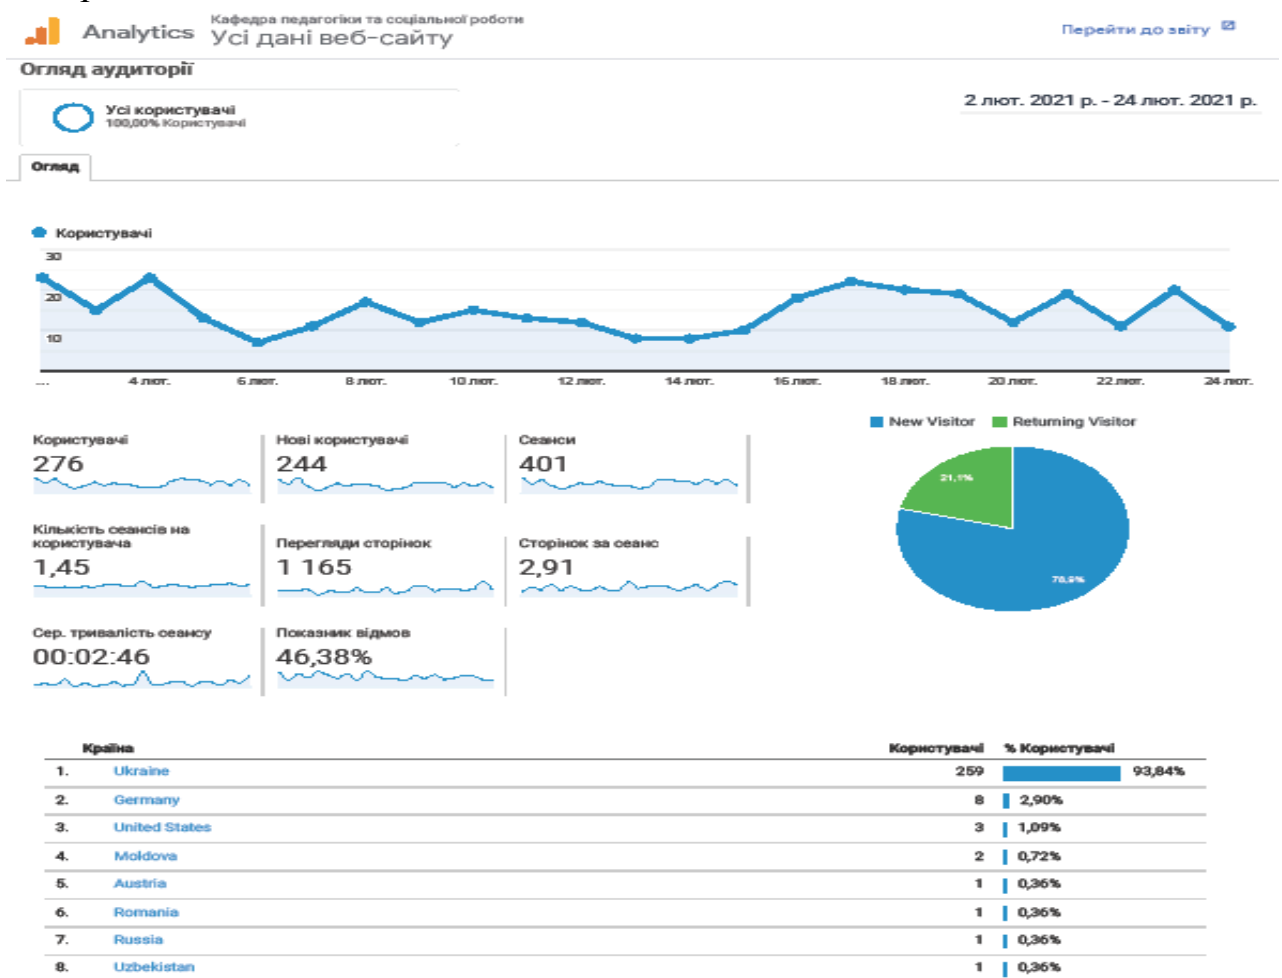 Analytics
Кафедра педагогіки та соціальної роботи
Усі дані веб-сайту
Перейти до звіту
Огляд аудиторії
Усі користувачі
100,00% Користувачі
2 лют. 2021 р. - 24 лют. 2021 р.
Огляд
Користувачі
30
20
10
... 4 лют. 6 лют. 8 лют. 10 лют. 12 лют. 14 лют. 16 лют. 18 лют. 20 лют. 22 лют. 24 лют.
New Visitor Returning Visitor
21,1%
78,9%
Користувачі
276
Нові користувачі
244
Сеанси
401
Кількість сеансів на
користувача
1,45
Перегляди сторінок
1 165
Сторінок за сеанс
2,91
Сер. тривалість сеансу
00:02:46
Показник відмов
46,38%
Країна Користувачі % Користувачі
1. Ukraine 259 93,84%
2. Germany 8 2,90%
3. United States 3 1,09%
4. Moldova 2 0,72%
5. Austria 1 0,36%
6. Romania 1 0,36%
7. Russia 1 0,36%
8. Uzbekistan 1 0,36%